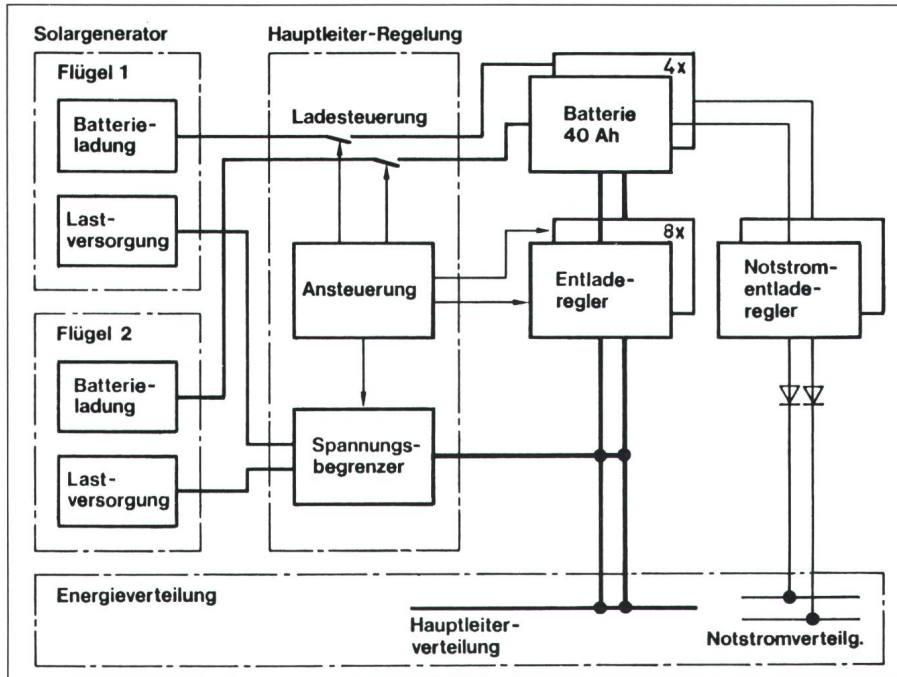 Solargenerator
Hauptleiter-Regelung
Flügel 1
Batterie-
ladung
Last-
versorgung
Flügel 2
Batterie-
ladung
Last-
versorgung
Ladesteuerung
Ansteuerung
Spannungs-
begrenzer
4x
Batterie
40 Ah
8x
Entlade-
regler
Notstrom-
entlade-
regler
Energieverteilung
Hauptleiter-
verteilung
Notstromverteilg.